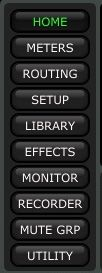 HOME
METERS
ROUTING
SETUP
LIBRARY
EFFECTS
MONITOR
RECORDER
MUTE GRP
UTILITY